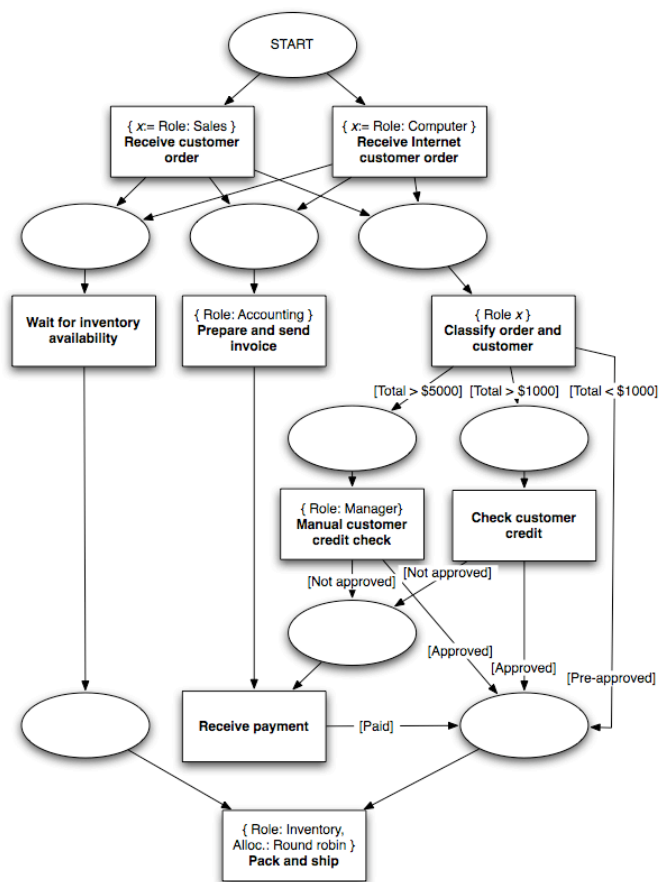 START
{ x:= Role: Sales }
Receive customer
order
{ x:= Role: Computer }
Receive Internet
customer order
Wait for inventory
availability
{ Role: Accounting }
Prepare and send
invoice
{ Role x }
Classify order and
customer
[Total > $5000]
[Total > $1000]
[Total < $1000]
{ Role: Manager}
Manual customer
credit check
Check customer
credit
[Not approved]
[Not approved]
[Approved]
[Approved]
[Pre-approved]
Receive payment
[Paid]
{ Role: Inventory,
Alloc.: Round robin }
Pack and ship